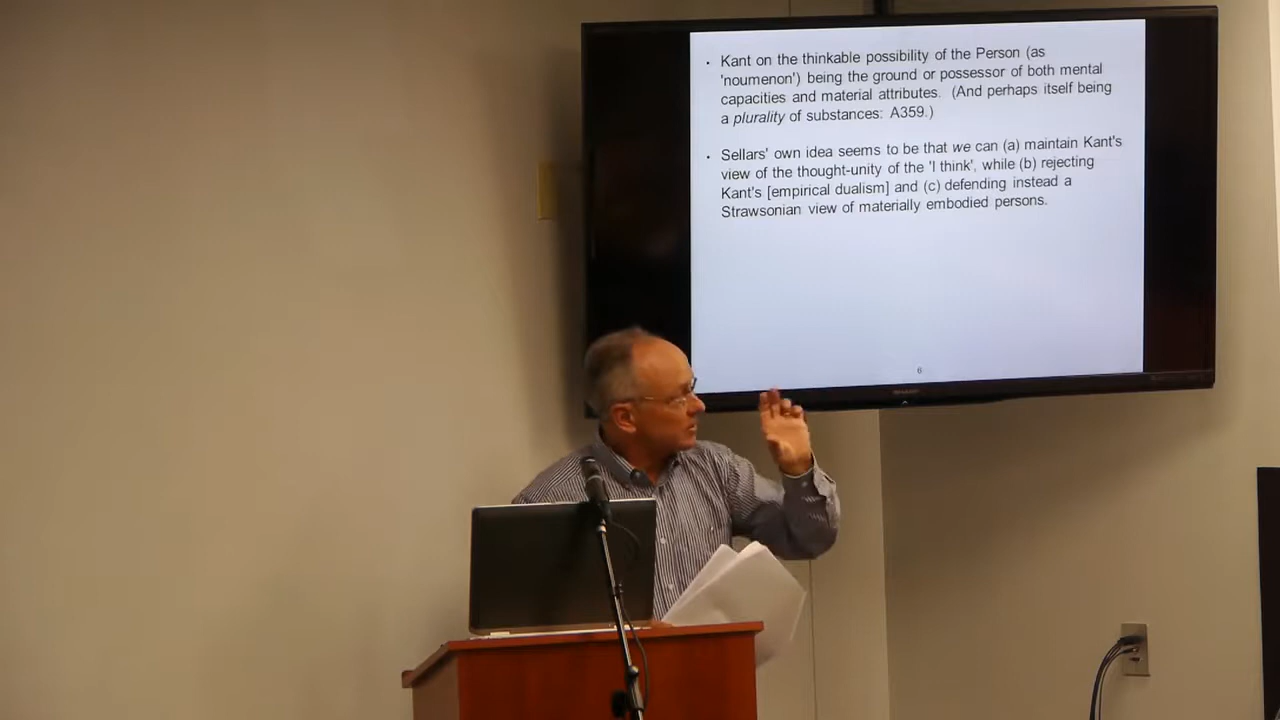 • Kant on the thinkable possibility of the Person (as
'noumenon') being the ground or possessor of both mental
capacities and material attributes. (And perhaps itself being
a plurality of substances: A359.)
• Sellars' own idea seems to be that we can (a) maintain Kant's
view of the thought-unity of the 'I think', while (b) rejecting
Kant's [empirical dualism] and (c) defending instead a
Strawsonian view of materially embodied persons.
6
SHARP